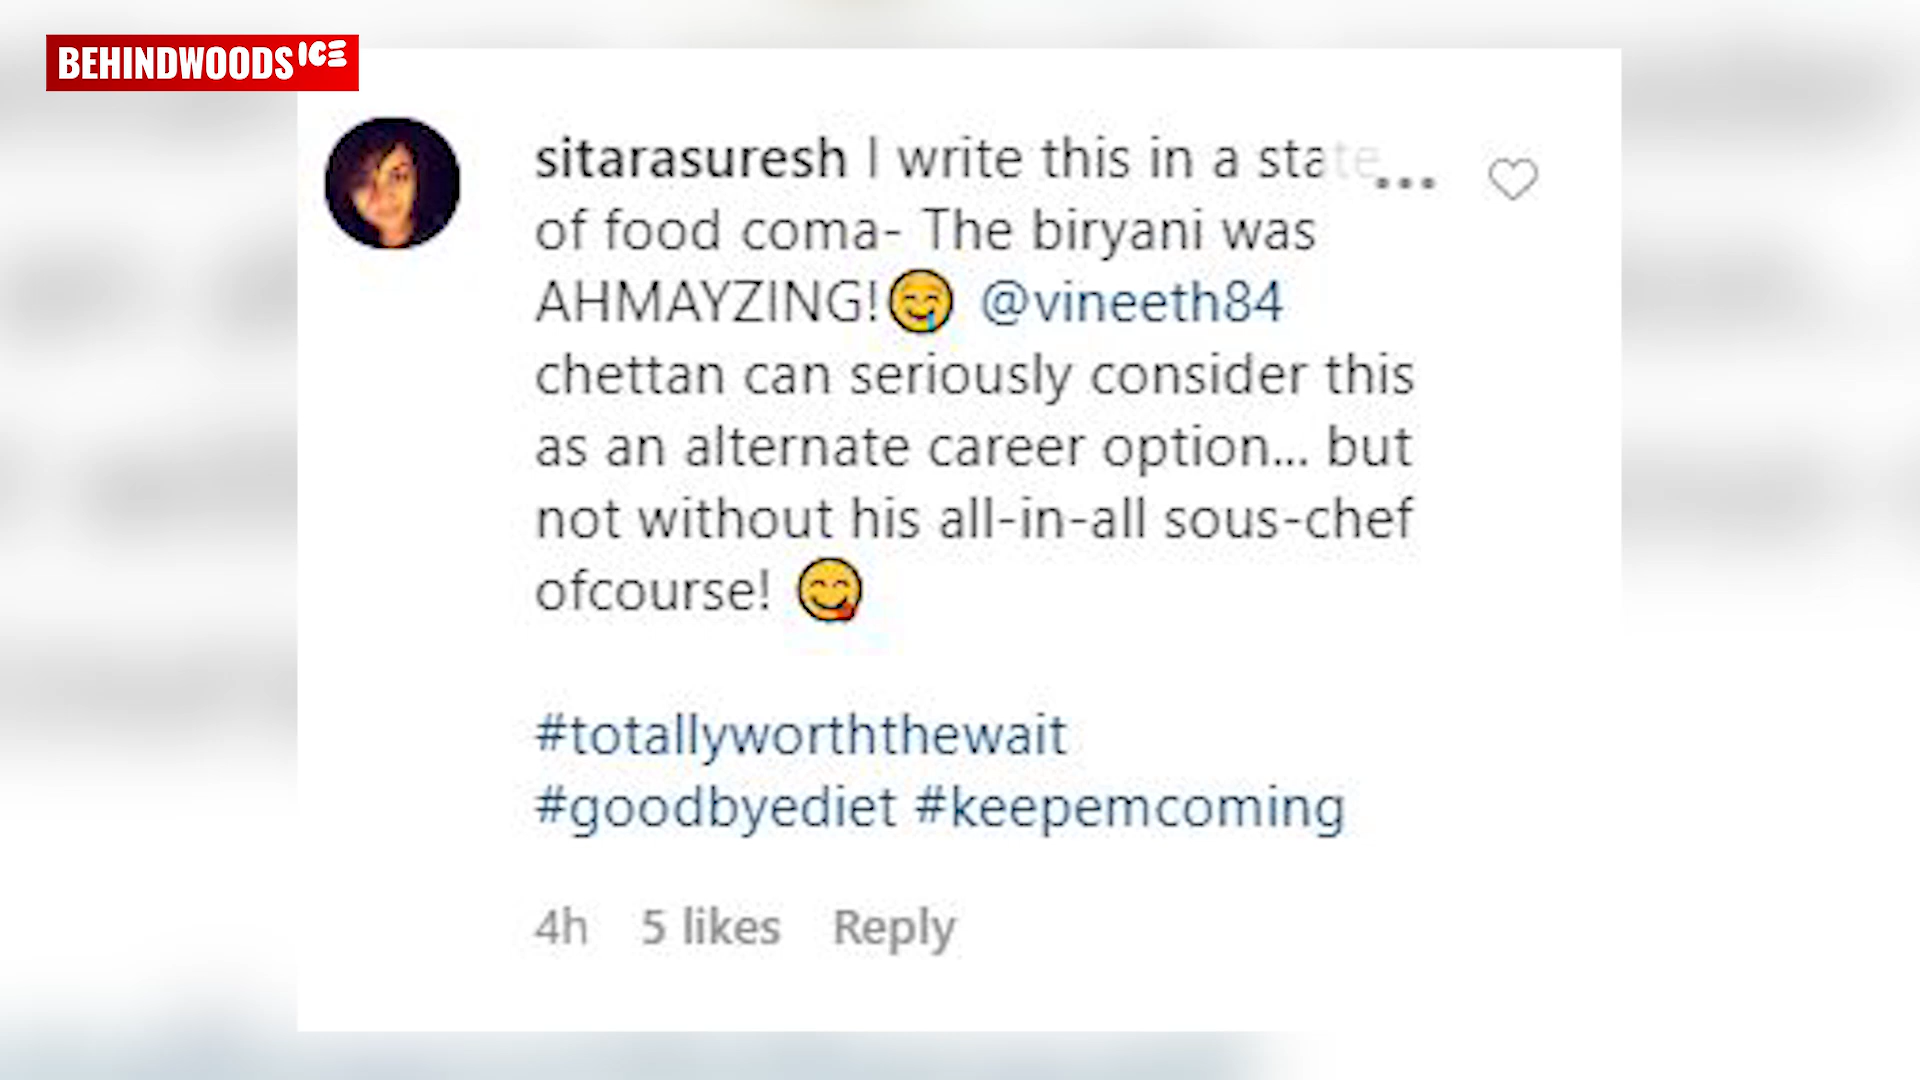 BEHINDWOODS ICE
sitarasuresh I write this in a state
of food coma- The biryani was
AHMAYZING!🤤 @vineeth84
chettan can seriously consider this
as an alternate career option... but
not without his all-in-all sous-chef
ofcourse! 😋
#totallyworththewait
#goodbyediet #keepemcoming
4h 5 likes Reply